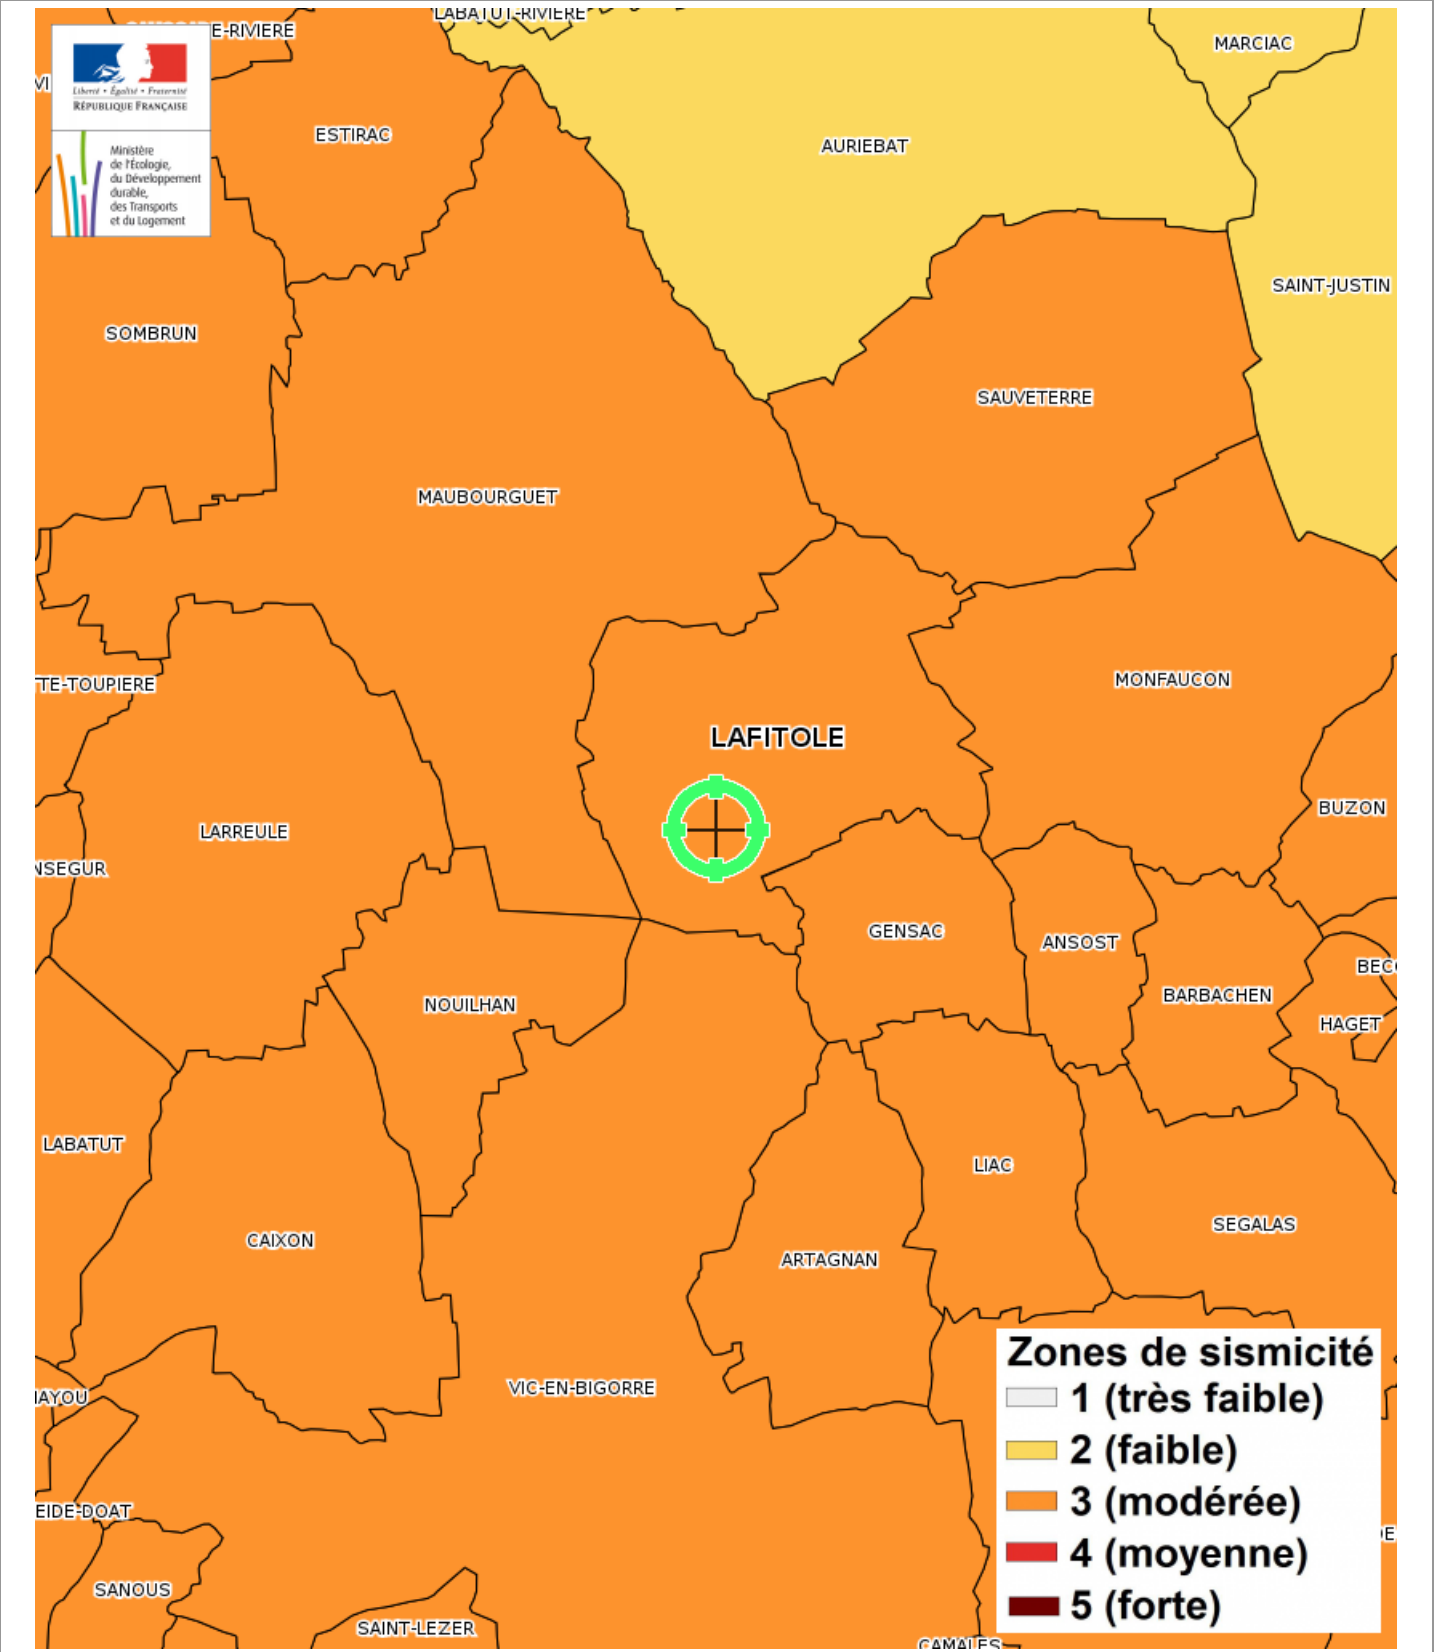 LABATUT-RIVIERE
E-RIVIERE
MARCIAC
VI
Liberté • Égalité • Fraternité
RÉPUBLIQUE FRANÇAISE
ESTIRAC
AURIEBAT
Ministère
de l'Écologie,
du Développement
durable,
des Transports
et du Logement
SAINT-JUSTIN
SOMBRUN
SAUVETERRE
MAUBOURGUET
TTE-TOUPIERE
MONFAUCON
LAFITOLE
BUZON
LARREULE
NSEGUR
GENSAC
ANSOST
BEC
BARBACHEN
NOUILHAN
HAGET
LABATUT
LIAC
SEGALAS
CAIXON
ARTAGNAN
VIC-EN-BIGORRE
AYOU
EIDE-DOAT
SANOUS
SAINT-LEZER
CAMALES
Zones de sismicité
1 (très faible)
2 (faible)
3 (modérée)
4 (moyenne)
5 (forte)